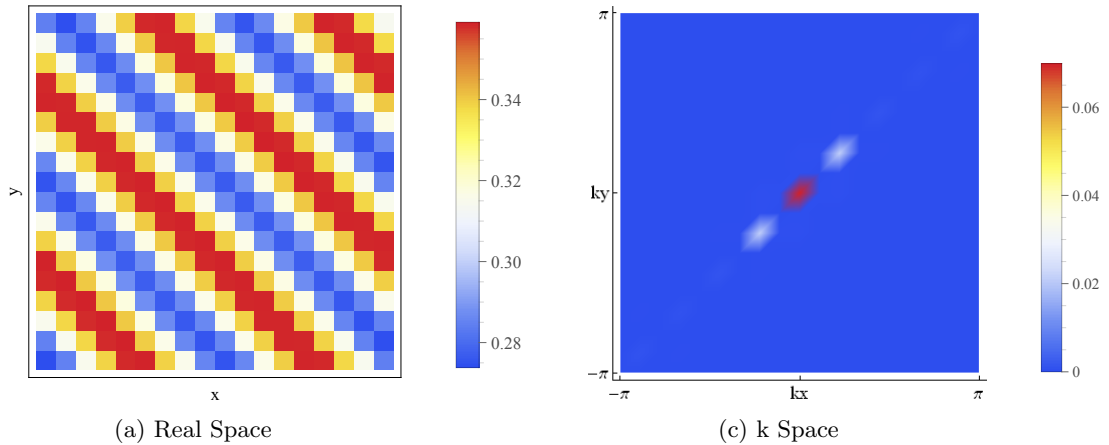 y
x
0.34
0.32
0.30
0.28
(a) Real Space
π
ky
-π
-π
kx
π
0.06
0.04
0.02
0
(c) k Space